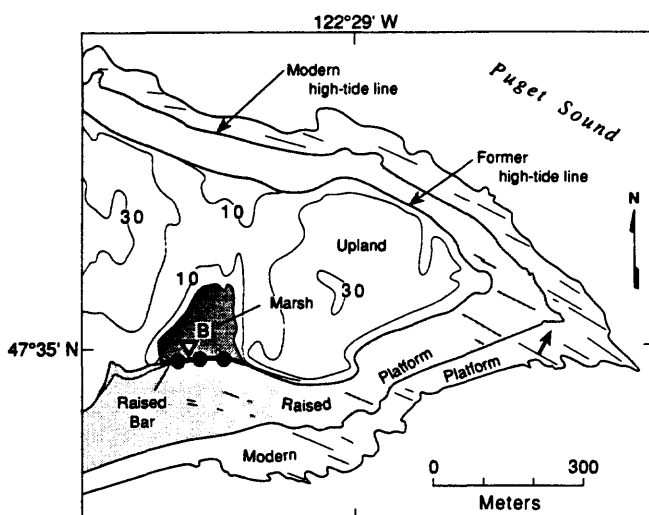 122°29' W
Modern
high-tide line
Puget Sound
Former
high-tide line
N
30
10
Upland
10
30
Marsh
B
47°35' N
Platform
Platform
Raised
Bar
Raised
Modern
0 300
Meters